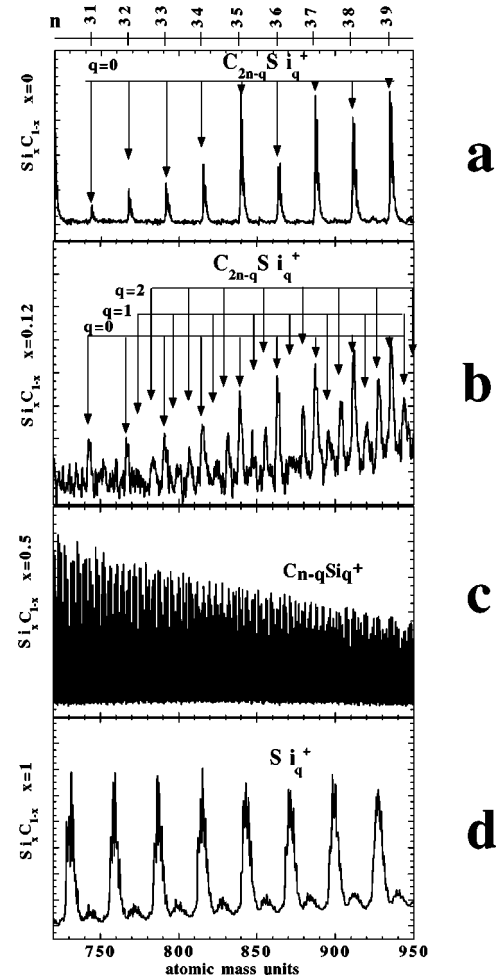 n 31 32 33 34 35 36 37 38 39
C2n-qSiq+
q=0
SixC1-x x=0
a
C2n-qSiq+
q=2
q=1
q=0
SixC1-x x=0.12
b
Cn-qSiq+
SixC1-x x=0.5
c
Siq+
SixC1-x x=1
d
750 800 850 900 950
atomic mass units